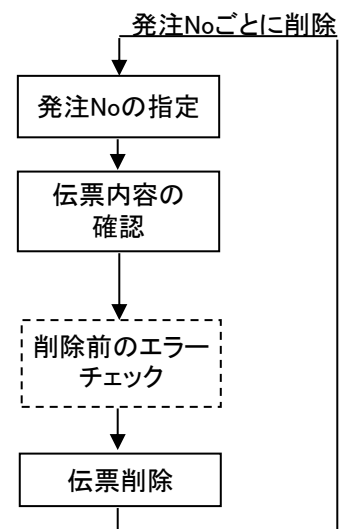 発注Noごとに削除
発注Noの指定
伝票内容の
確認
削除前のエラー
チェック
伝票削除